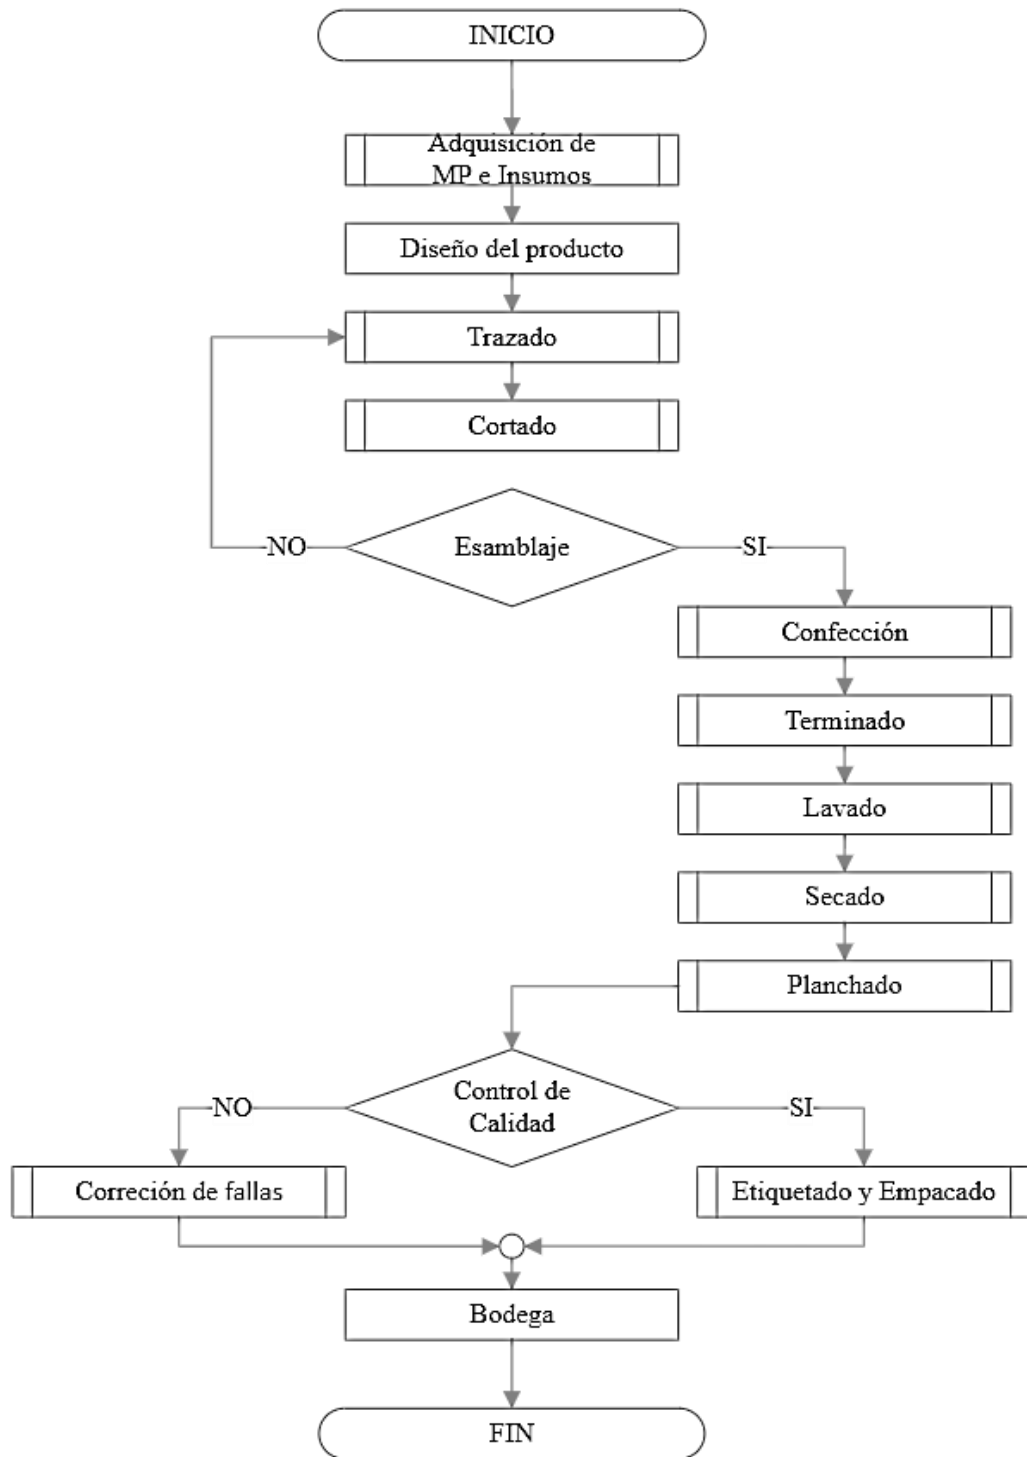 INICIO
Adquisición de
MP e Insumos
Diseño del producto
Trazado
Cortado
NO
Esamblaje
SI
Confección
Terminado
Lavado
Secado
Planchado
Control de
Calidad
NO
SI
Correción de fallas
Etiquetado y Empacado
Bodega
FIN